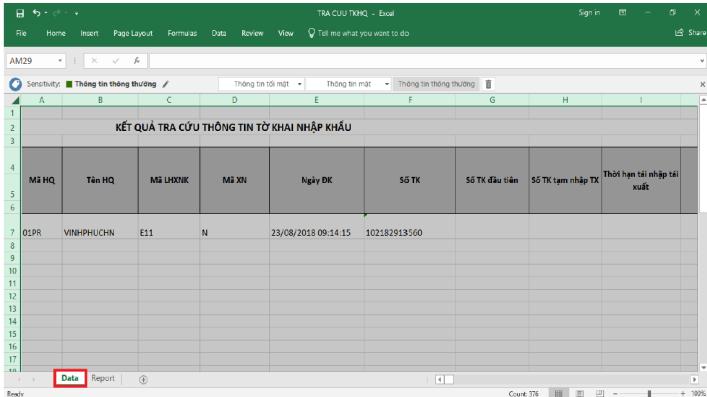 TRA CUU TKHQ - Excel
Sign in
File Home Insert Page Layout Formulas Data Review View Tell me what you want to do Share
AM29 fx
Sensitivity: Thông tin thông thường Thông tin tối mật Thông tin mật Thông tin thông thường
A B C D E F G H I
1
2 KẾT QUẢ TRA CỨU THÔNG TIN TỜ KHAI NHẬP KHẨU
3
4
Mã HQ Tên HQ Mã LHXNK Mã XN Ngày ĐK Số TK Số TK đầu tiên Số TK tạm nhập TX Thời hạn tái nhập tái xuất
5
6
7 01PR VINHPHUCHN E11 N 23/08/2018 09:14:15 102182913560
8
9
10
11
12
13
14
15
16
17
18
Data Report
Ready Count: 376 100%